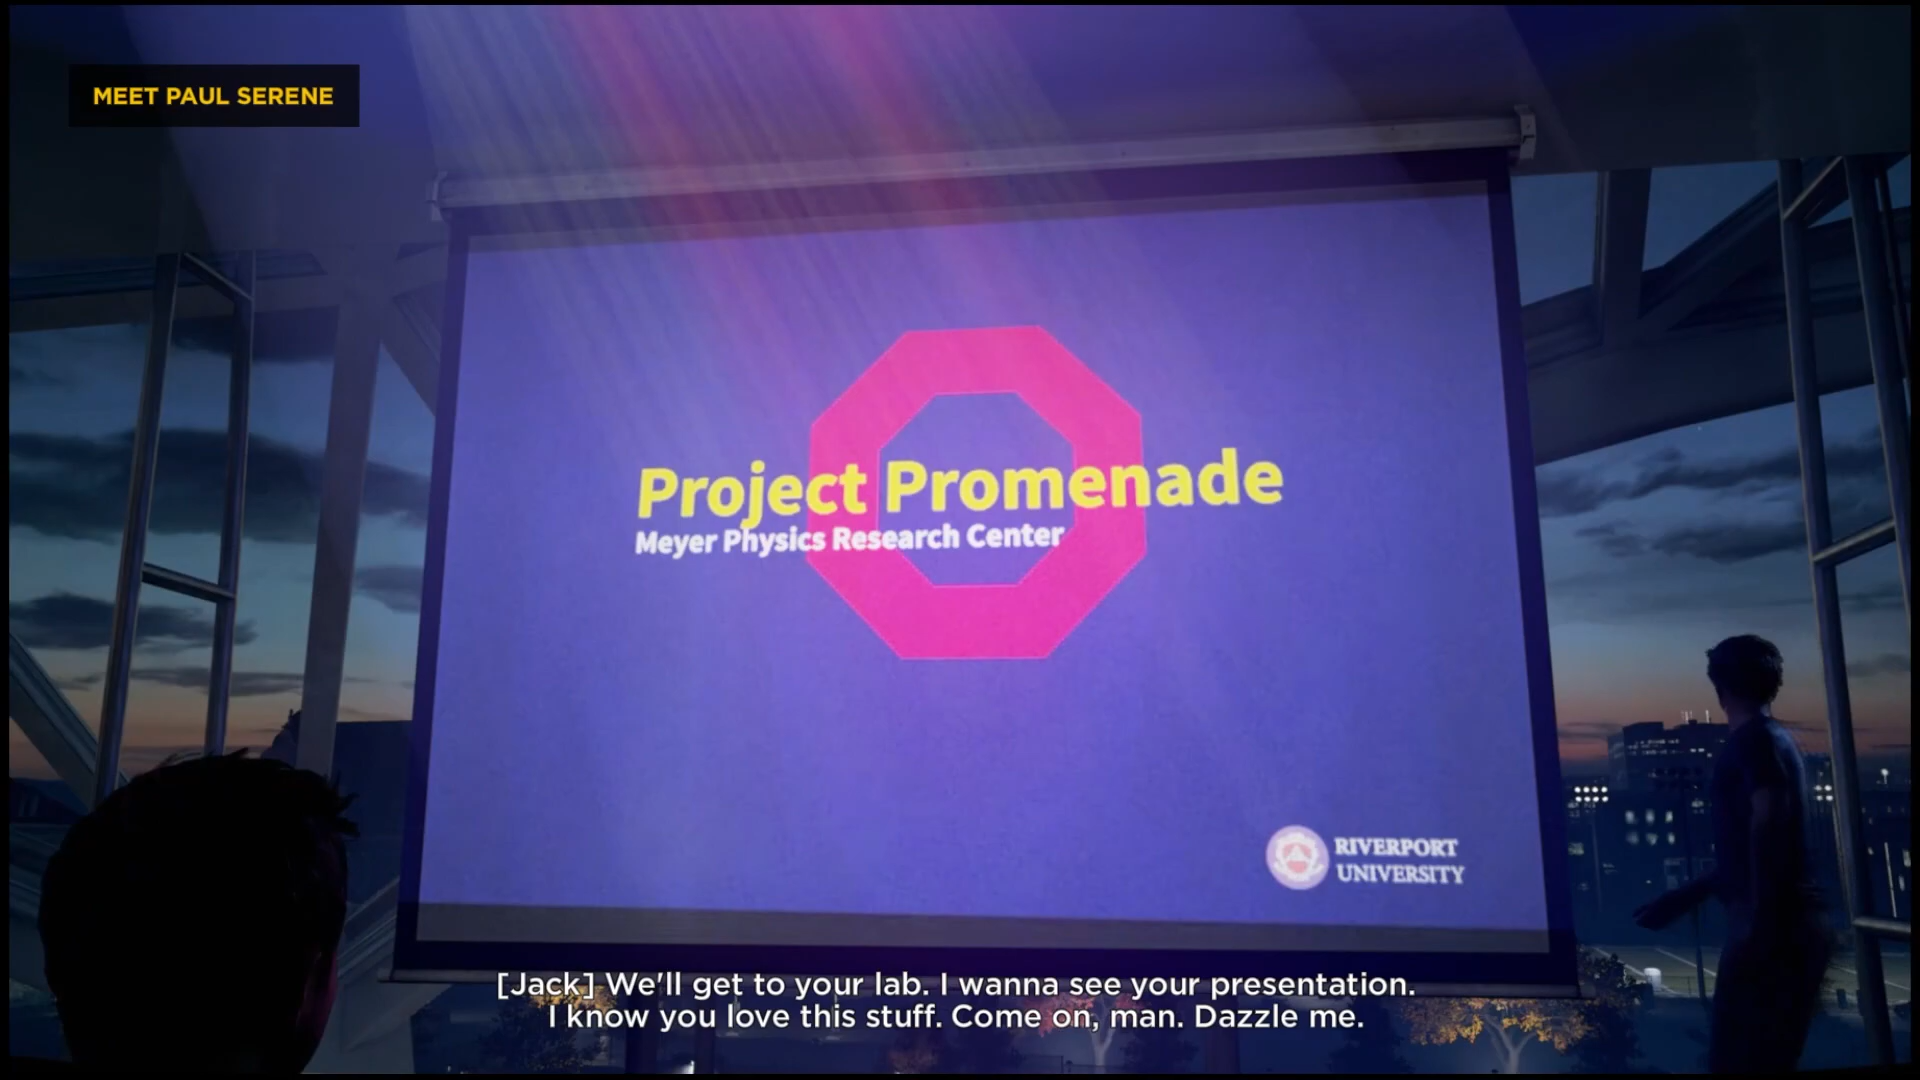 MEET PAUL SERENE
Project Promenade
Meyer Physics Research Center
RIVERPORT
UNIVERSITY
[Jack] We'll get to your lab. I wanna see your presentation.
I know you love this stuff. Come on, man. Dazzle me.